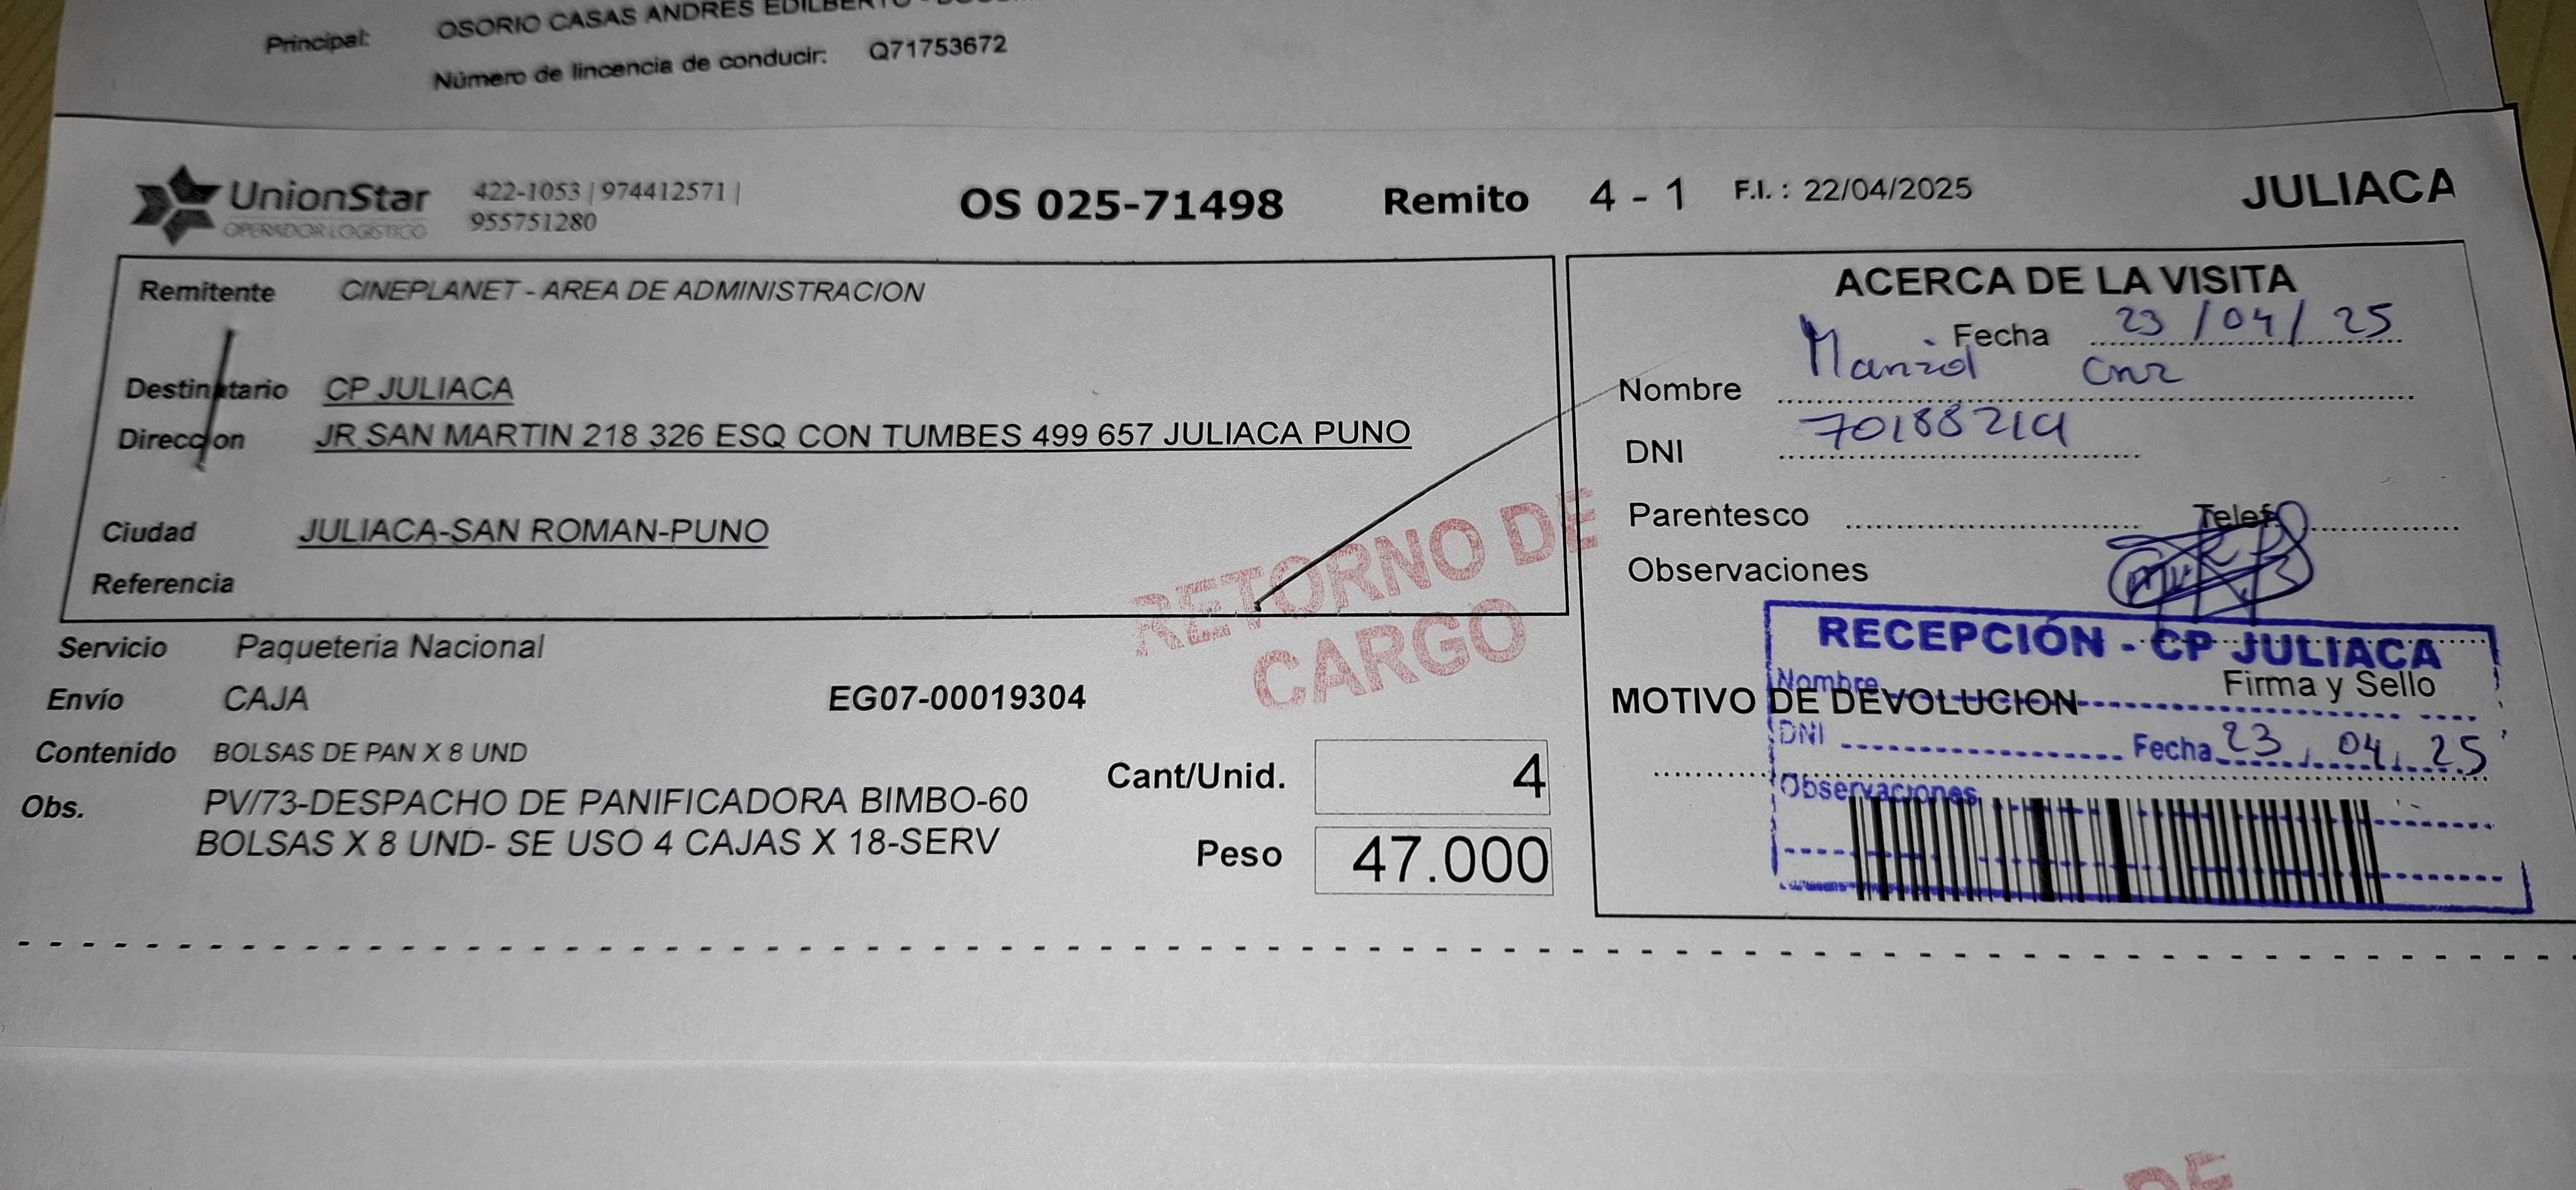 Principal: OSORIO CASAS ANDRES EDILBERTO -
Número de lincencia de conducir: Q71753672
UnionStar
OPERADOR LOGÍSTICO
422-1053 | 974412571 |
955751280
OS 025-71498 Remito 4 - 1 F.I. : 22/04/2025 JULIACA
Remitente CINEPLANET - AREA DE ADMINISTRACION
Destinatario CP JULIACA
Direccion JR SAN MARTIN 218 326 ESQ CON TUMBES 499 657 JULIACA PUNO
Ciudad JULIACA-SAN ROMAN-PUNO
Referencia
RETORNO DE
CARGO
Servicio Paqueteria Nacional
Envío CAJA EG07-00019304
Contenido BOLSAS DE PAN X 8 UND
Obs. PV/73-DESPACHO DE PANIFICADORA BIMBO-60
BOLSAS X 8 UND- SE USO 4 CAJAS X 18-SERV
Cant/Unid. 4
Peso 47.000
ACERCA DE LA VISITA
Fecha 23/04/25
Nombre
DNI
Parentesco Telef.
Observaciones
RECEPCIÓN - CP JULIACA
Firma y Sello
Nombre
MOTIVO DE DEVOLUCION
DNI Fecha 23.04.25
Observaciones
DE